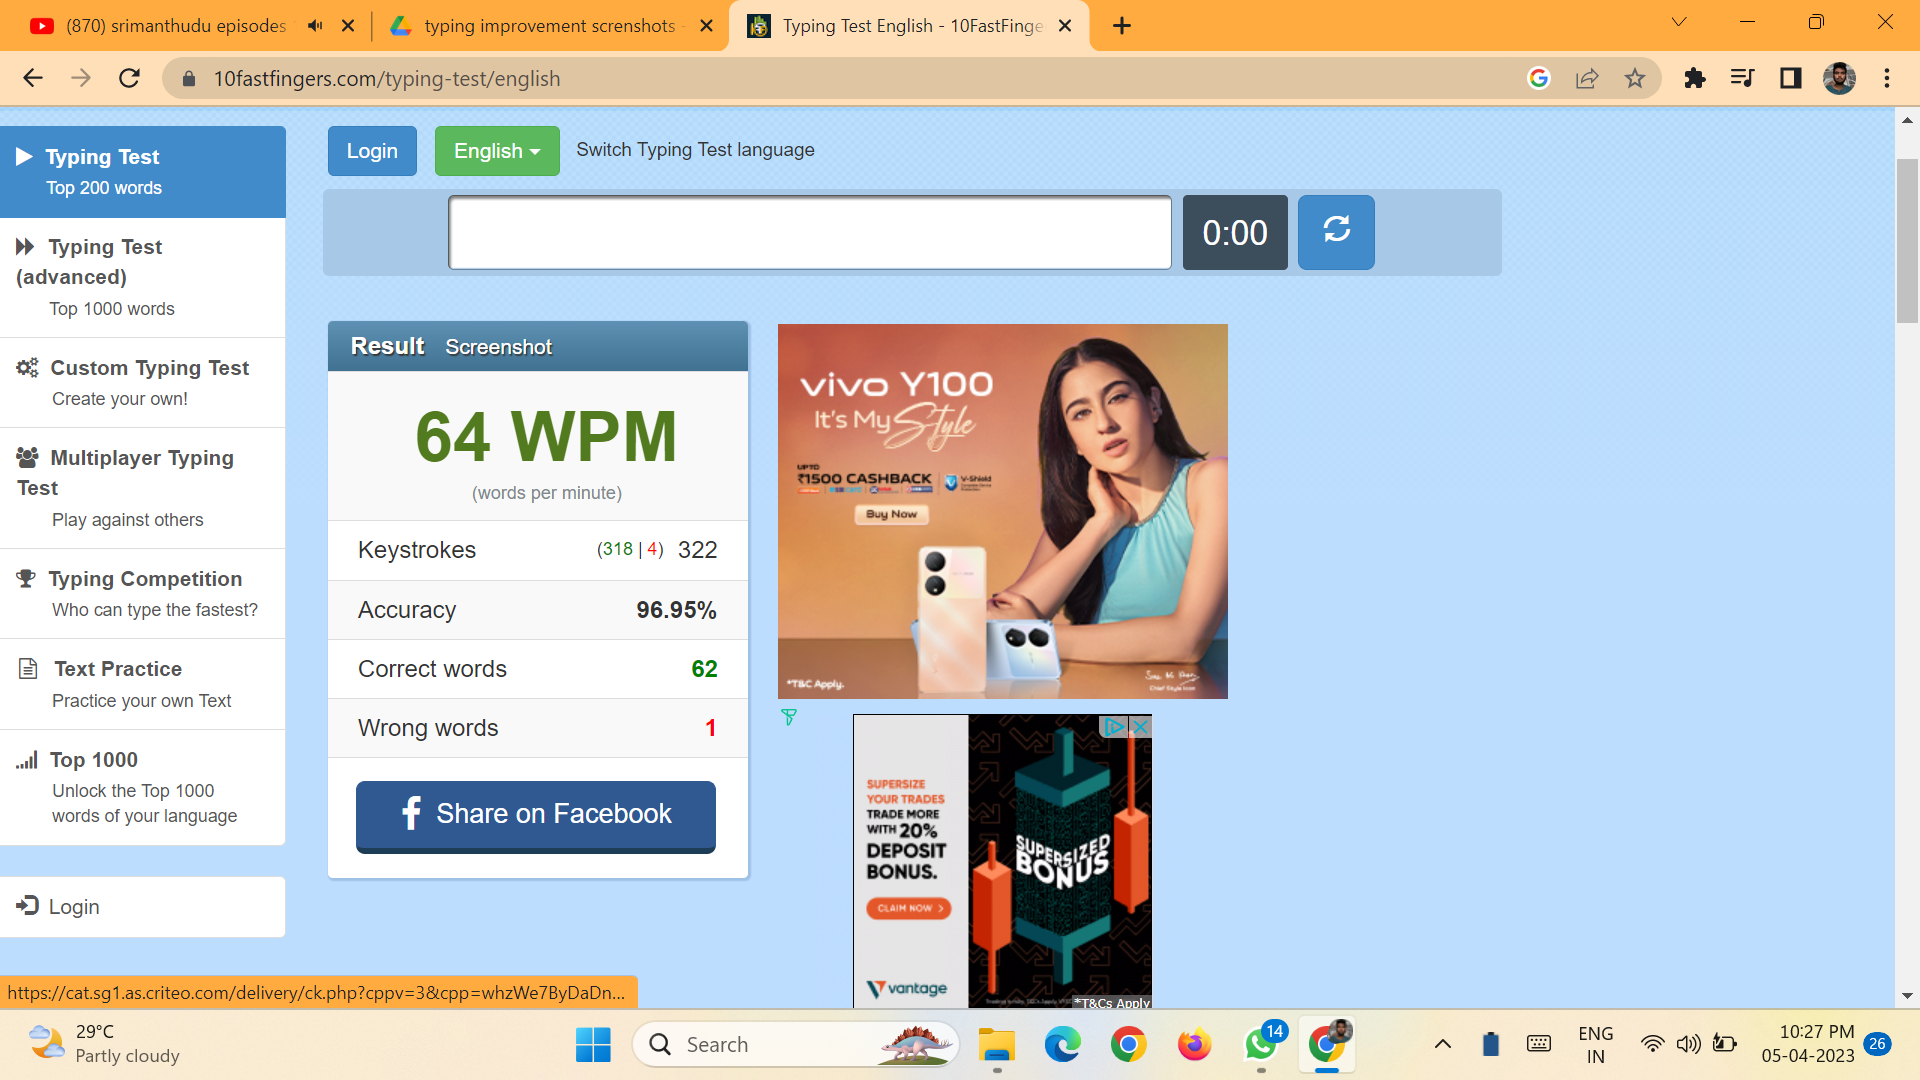 (870) srimanthudu episodes
typing improvement screnshots -
Typing Test English - 10FastFinge
10fastfingers.com/typing-test/english
Typing Test
Top 200 words
Typing Test
(advanced)
Top 1000 words
Custom Typing Test
Create your own!
Multiplayer Typing
Test
Play against others
Typing Competition
Who can type the fastest?
Text Practice
Practice your own Text
Top 1000
Unlock the Top 1000
words of your language
Login
Login
English
Switch Typing Test language
0:00
Result Screenshot
64 WPM
(words per minute)
Keystrokes (318 | 4) 322
Accuracy 96.95%
Correct words 62
Wrong words 1
Share on Facebook
vivo Y100
It's My Style
UPTO
₹1500 CASHBACK
V-Shield
Buy Now
*T&C Apply.
Chief Style Icon
SUPERSIZE
YOUR TRADES
TRADE MORE
WITH 20%
DEPOSIT
BONUS.
CLAIM NOW >
vantage
SUPERSIZED
BONUS
*T&Cs Apply
https://cat.sg1.as.criteo.com/delivery/ck.php?cppv=3&cpp=whzWe7ByDaDn...
29°C
Partly cloudy
Search
14
ENG
IN
10:27 PM
05-04-2023
26